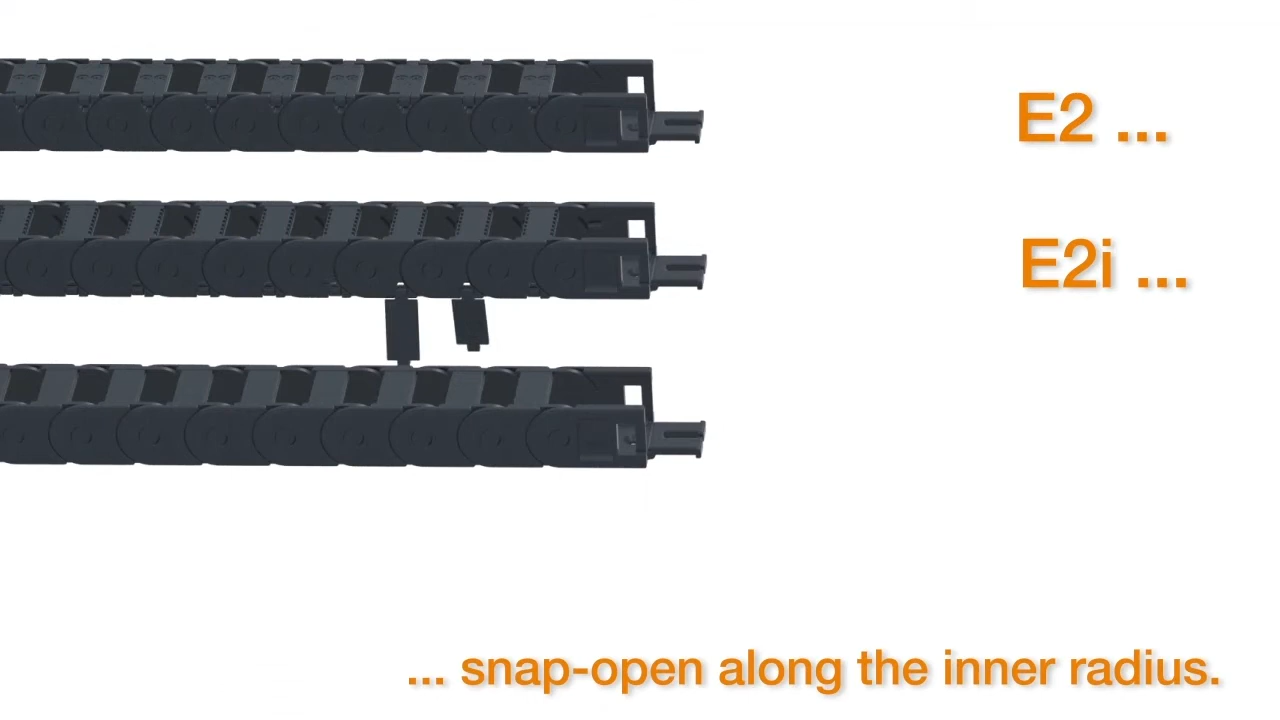 E2 ...
E2i ...
... snap-open along the inner radius.